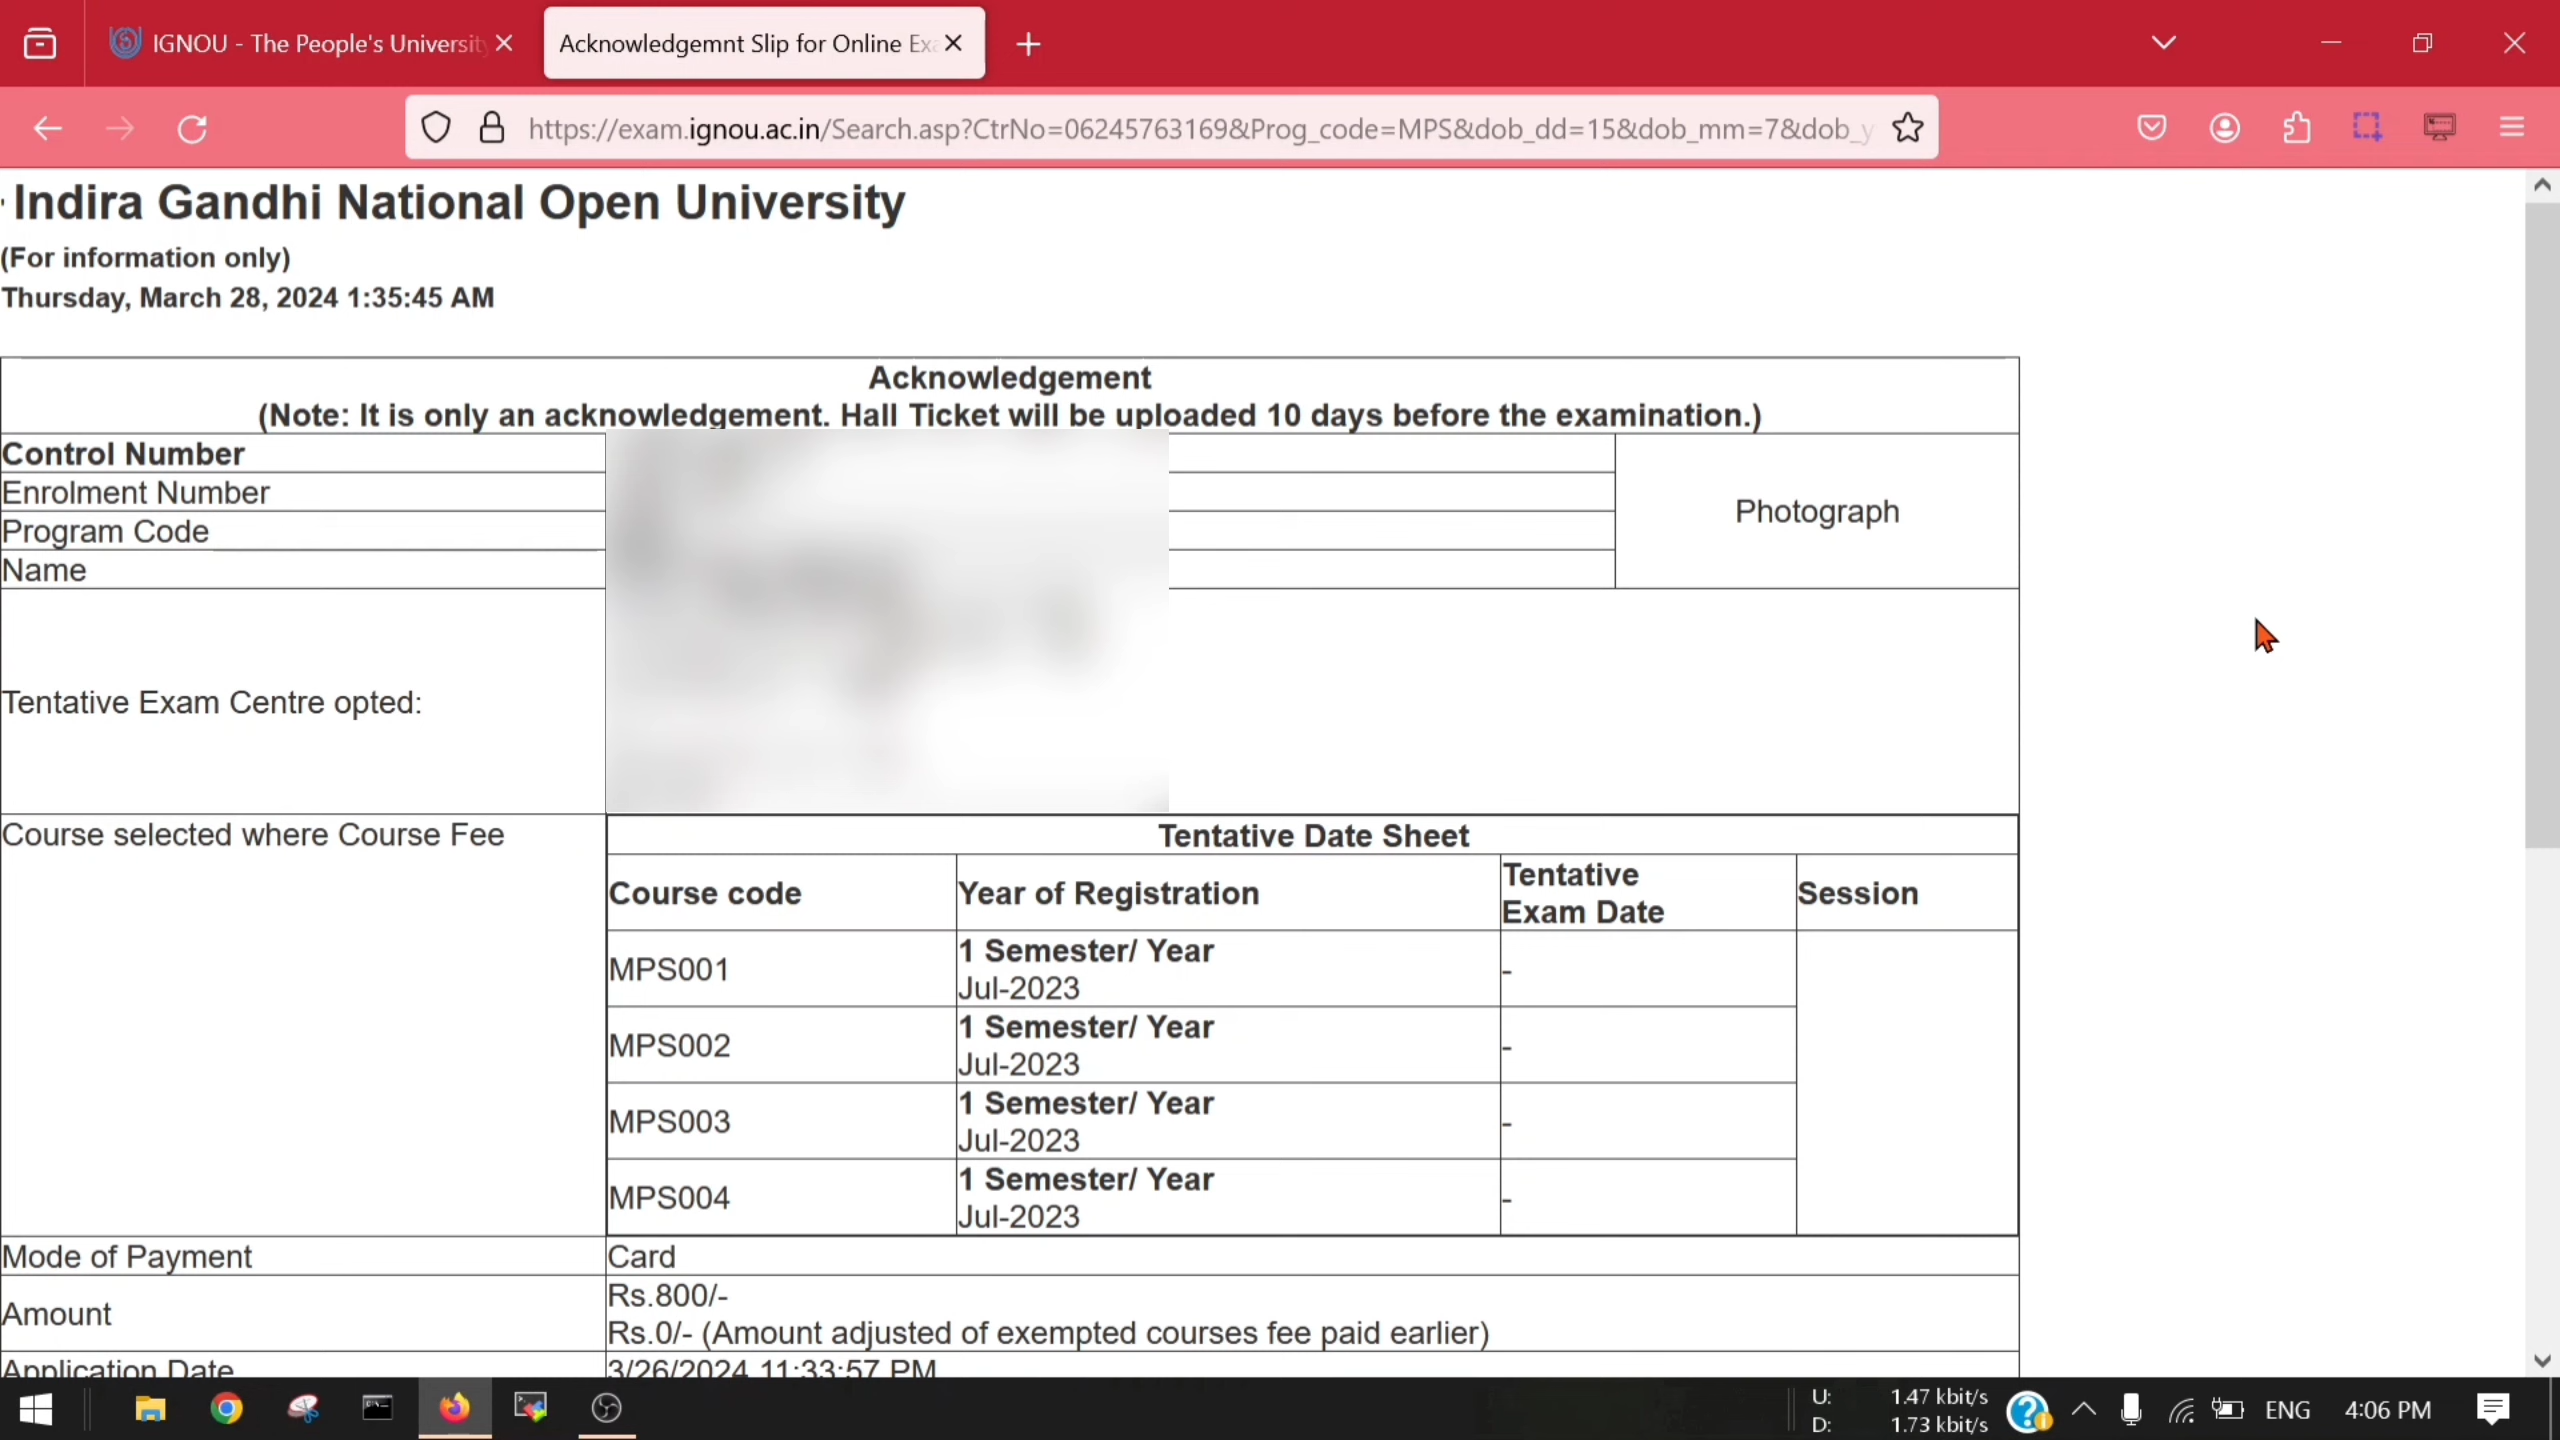 IGNOU - The People's Universit
Acknowledgemnt Slip for Online Exa
https://exam.ignou.ac.in/Search.asp?CtrNo=06245763169&Prog_code=MPS&dob_dd=15&dob_mm=7&dob_y
Indira Gandhi National Open University
(For information only)
Thursday, March 28, 2024 1:35:45 AM
Acknowledgement
(Note: It is only an acknowledgement. Hall Ticket will be uploaded 10 days before the examination.)
Control Number
Enrolment Number
Program Code
Name
Photograph
Tentative Exam Centre opted:
Course selected where Course Fee
Tentative Date Sheet
Course code
Year of Registration
Tentative
Exam Date
Session
MPS001
1 Semester/ Year
Jul-2023
-
MPS002
1 Semester/ Year
Jul-2023
-
MPS003
1 Semester/ Year
Jul-2023
-
MPS004
1 Semester/ Year
Jul-2023
-
Mode of Payment
Card
Amount
Rs.800/-
Rs.0/- (Amount adjusted of exempted courses fee paid earlier)
Application Date
3/26/2024 11:33:57 PM
U: 1.47 kbit/s
D: 1.73 kbit/s
ENG
4:06 PM